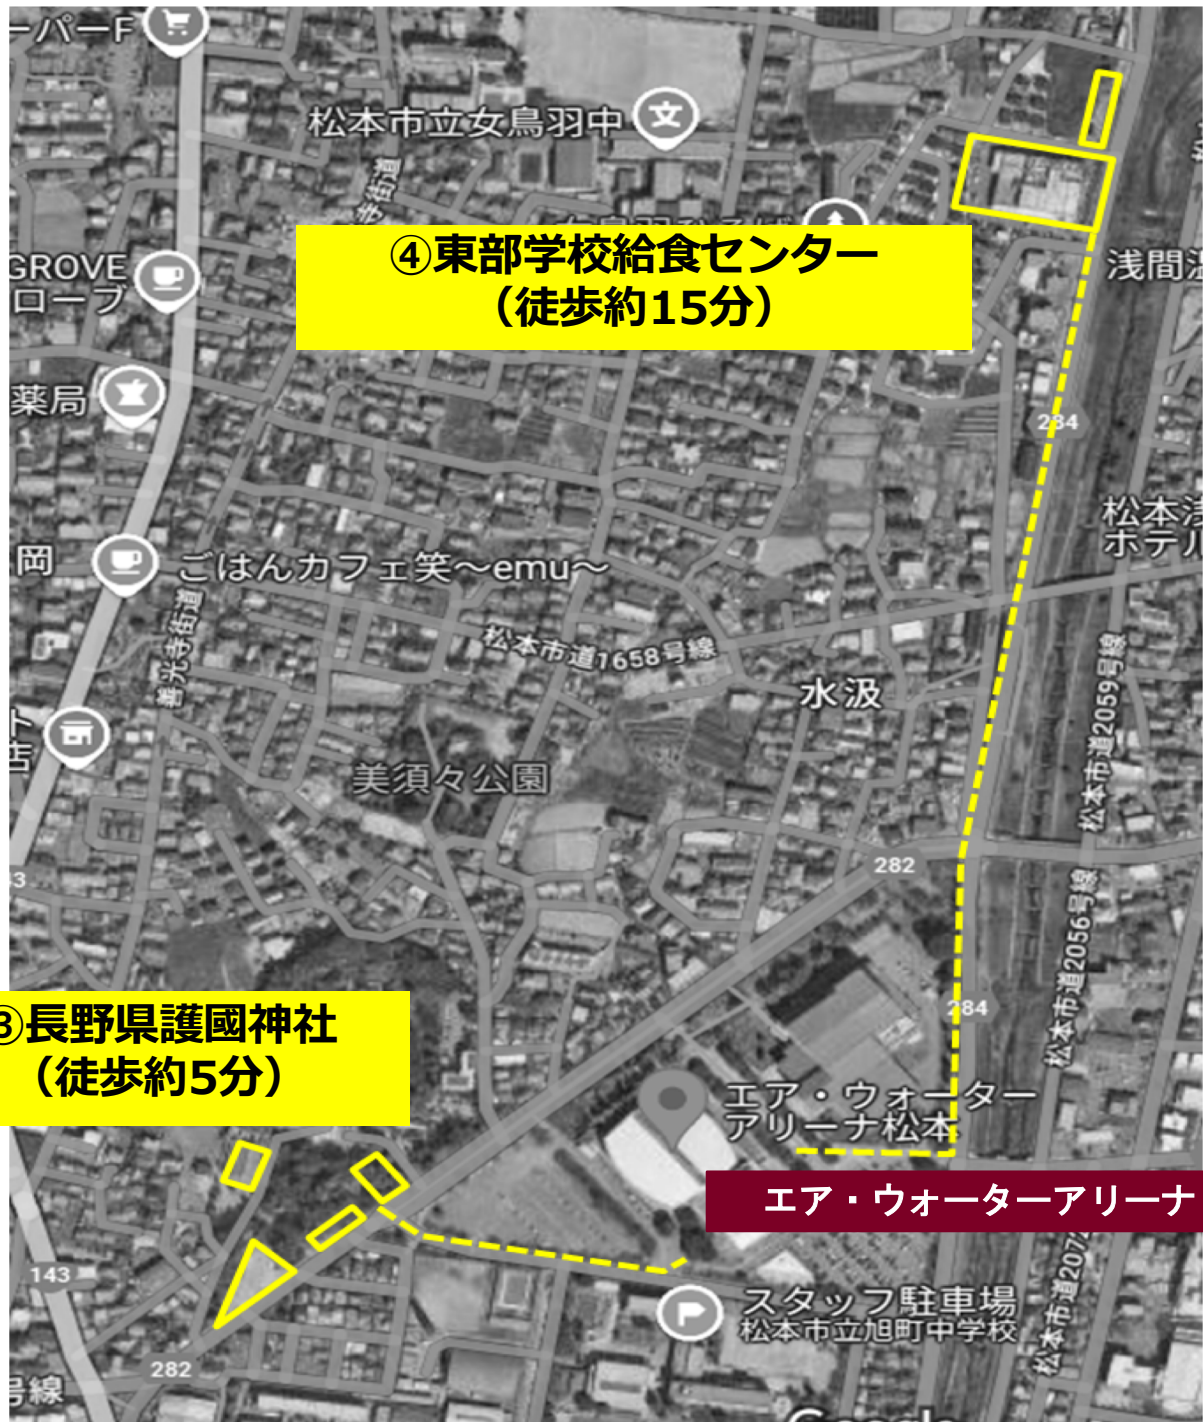 ーパーF
松本市立女鳥羽中
文
寺街道
④東部学校給食センター
（徒歩約15分）
GROVE
ローブ
浅間温
薬局
284
松本浅
ホテル
岡
ごはんカフェ笑～emu～
善光寺街道
松本市道1658号線
松本市道2059号線
水汲
美須々公園
282
松本市道2056号線
③長野県護國神社
（徒歩約5分）
284
エア・ウォーター
アリーナ松本
エア・ウォーターアリーナ
143
スタッフ駐車場
松本市立旭町中学校
P
282
号線
Google